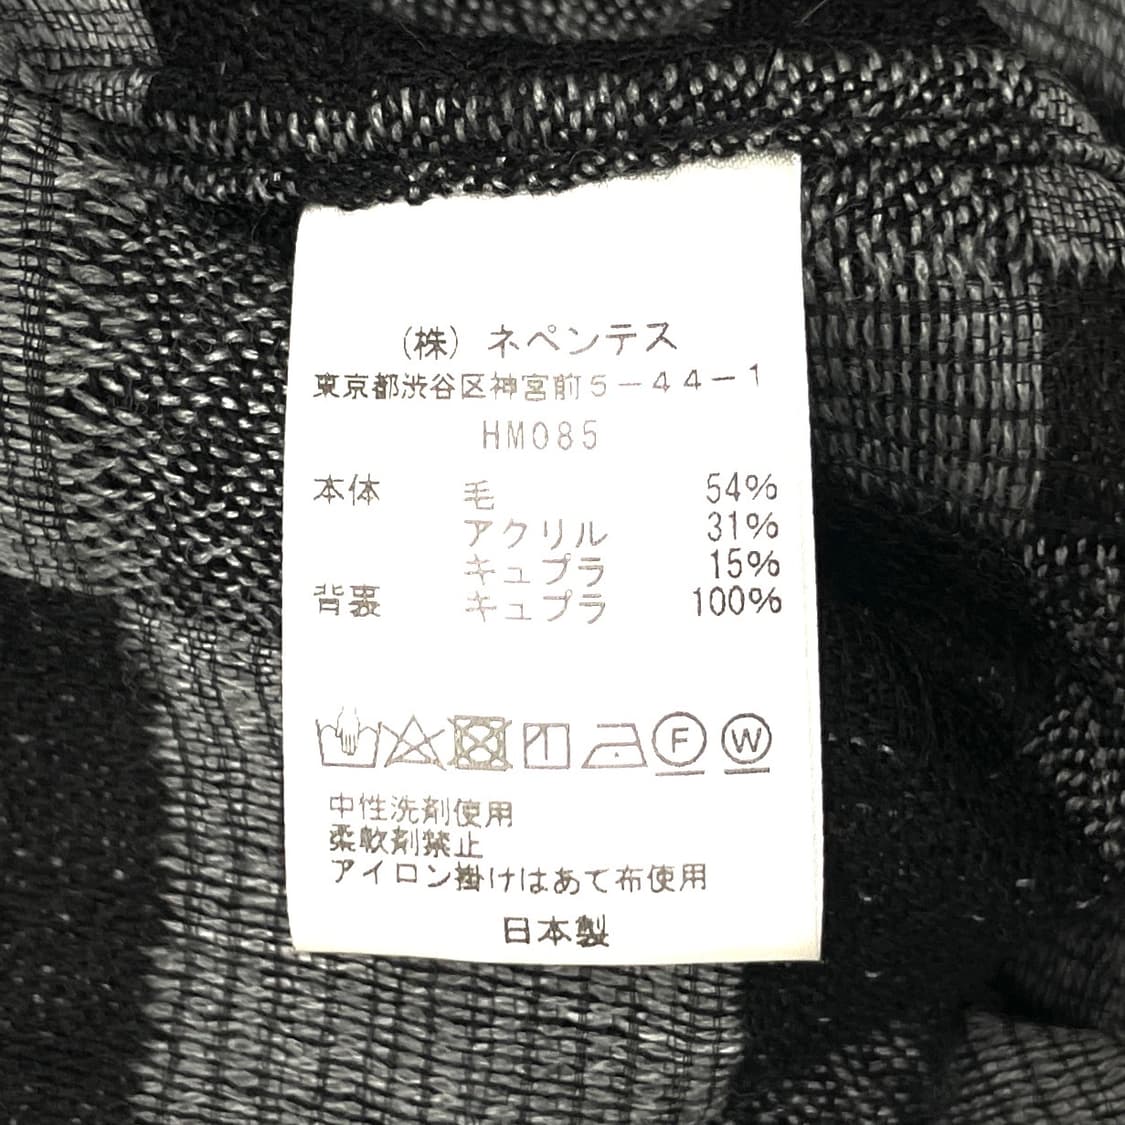 (株) ネペンテス
東京都渋谷区神宮前5-44-1
HM085
本体 毛 54%
アクリル 31%
キュプラ 15%
背裏 キュプラ 100%
F W
中性洗剤使用
柔軟剤禁止
アイロン掛けはあて布使用
日本製